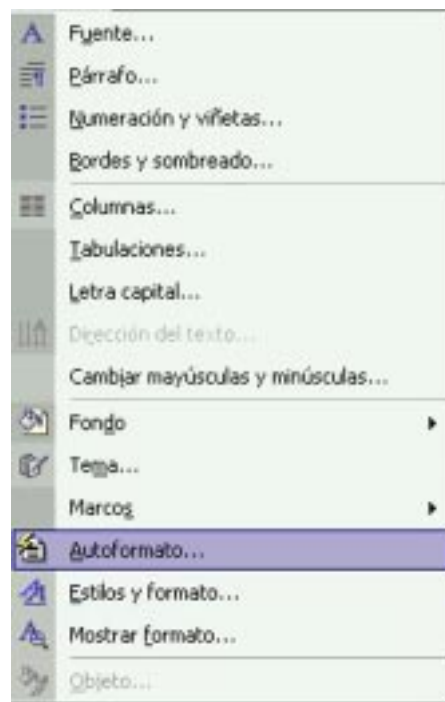 Fuente...
Párrafo...
Numeración y viñetas...
Bordes y sombreado...
Columnas...
Tabulaciones...
Letra capital...
Dirección del texto...
Cambiar mayúsculas y minúsculas...
Fondo
Tema...
Marcos
Autoformato...
Estilos y formato...
Mostrar formato...
Objeto...